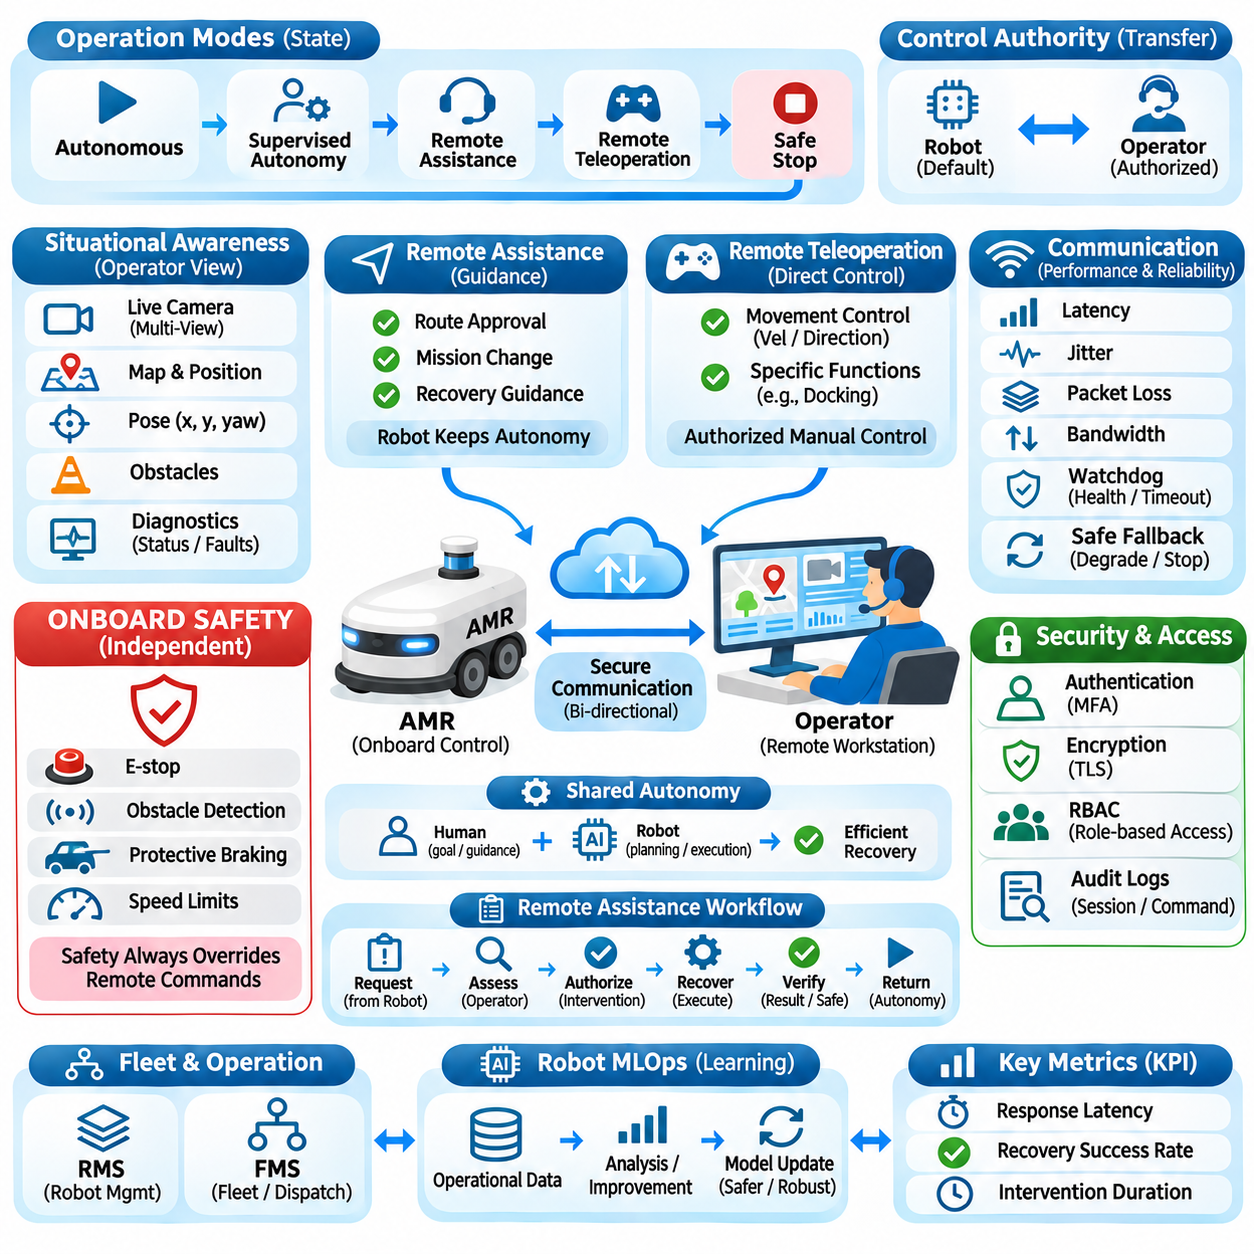 Operation Modes (State)
Autonomous
Supervised
Autonomy
Remote
Assistance
Remote
Teleoperation
Safe
Stop
Control Authority (Transfer)
Robot
(Default)
Operator
(Authorized)
Situational Awareness
(Operator View)
Live Camera
(Multi-View)
Map & Position
Pose (x, y, yaw)
Obstacles
Diagnostics
(Status / Faults)
Remote Assistance
(Guidance)
Route Approval
Mission Change
Recovery Guidance
Robot Keeps Autonomy
Remote Teleoperation
(Direct Control)
Movement Control
(Vel / Direction)
Specific Functions
(e.g., Docking)
Authorized Manual Control
Communication
(Performance & Reliability)
Latency
Jitter
Packet Loss
Bandwidth
Watchdog
(Health / Timeout)
Safe Fallback
(Degrade / Stop)
AMR
AMR
(Onboard Control)
Secure
Communication
(Bi-directional)
Operator
(Remote Workstation)
ONBOARD SAFETY
(Independent)
E-stop
Obstacle Detection
Protective Braking
Speed Limits
Safety Always Overrides
Remote Commands
Security & Access
Authentication
(MFA)
Encryption
(TLS)
RBAC
(Role-based Access)
Audit Logs
(Session / Command)
Shared Autonomy
Human
(goal / guidance)
+
AI
Robot
(planning / execution)
Efficient
Recovery
Remote Assistance Workflow
Request
(from Robot)
Assess
(Operator)
Authorize
(Intervention)
Recover
(Execute)
Verify
(Result / Safe)
Return
(Autonomy)
Fleet & Operation
RMS
(Robot Mgmt)
FMS
(Fleet / Dispatch)
AI
Robot MLOps (Learning)
Operational Data
Analysis /
Improvement
Model Update
(Safer / Robust)
Key Metrics (KPI)
Response Latency
Recovery Success Rate
Intervention Duration